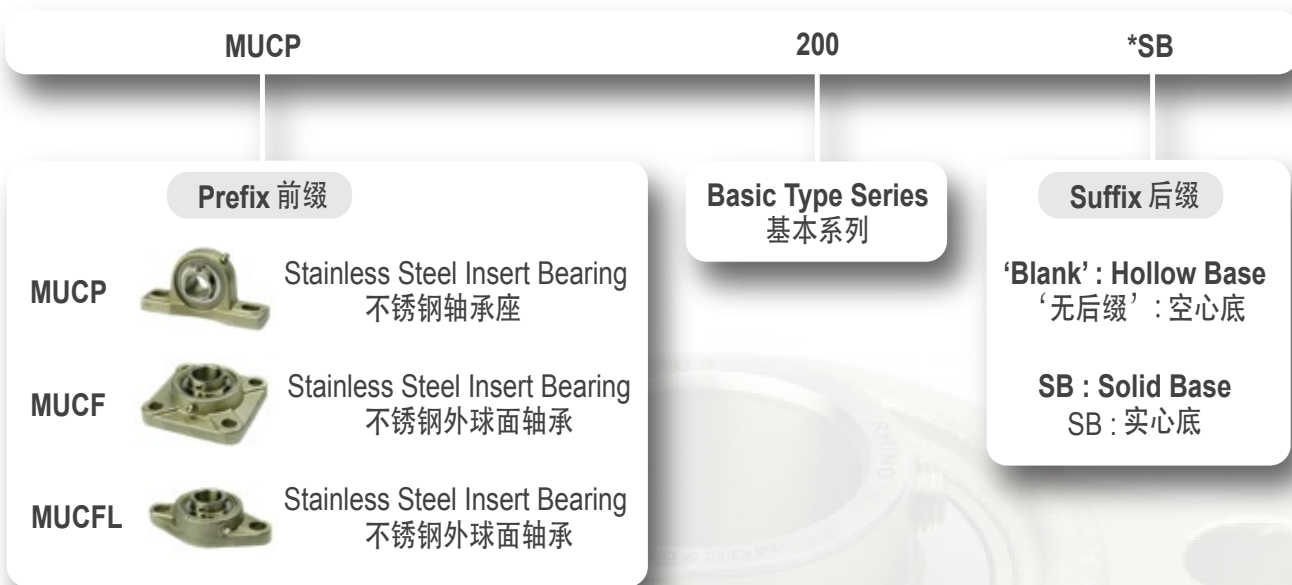 MUCP 200 *SB
Prefix 前缀
MUCP
Stainless Steel Insert Bearing
不锈钢轴承座
MUCF
Stainless Steel Insert Bearing
不锈钢外球面轴承
MUCFL
Stainless Steel Insert Bearing
不锈钢外球面轴承
Basic Type Series
基本系列
Suffix 后缀
‘Blank’ : Hollow Base
‘无后缀’ : 空心底
SB : Solid Base
SB : 实心底
RHINO